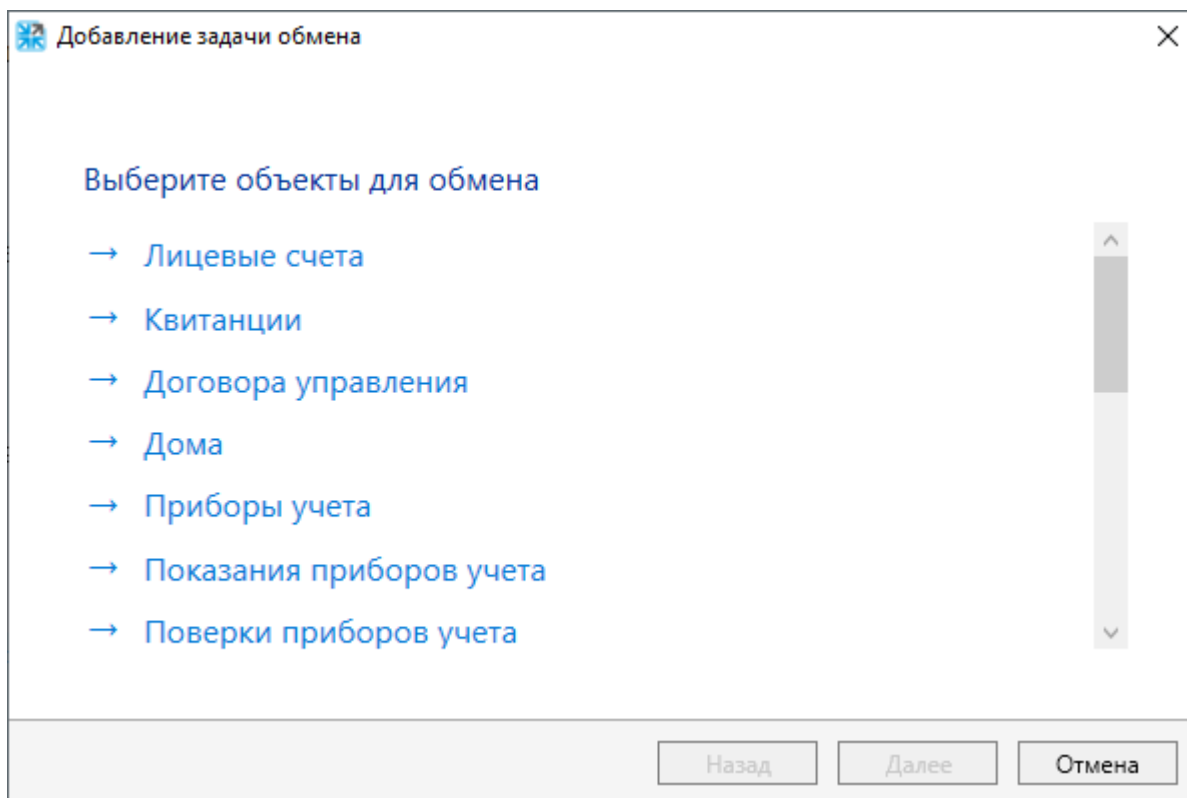 Добавление задачи обмена
Выберите объекты для обмена
→ Лицевые счета
→ Квитанции
→ Договора управления
→ Дома
→ Приборы учета
→ Показания приборов учета
→ Поверки приборов учета
Назад Далее Отмена